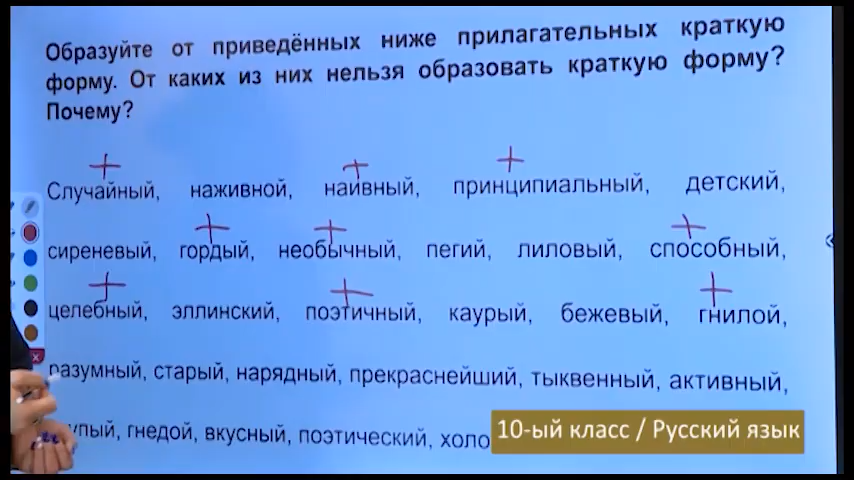 Образуйте от приведённых ниже прилагательных краткую
форму. От каких из них нельзя образовать краткую форму?
Почему?
Случайный, наживной, наивный, принципиальный, детский,
сиреневый, гордый, необычный, пегий, лиловый, способный,
целебный, эллинский, поэтичный, каурый, бежевый, гнилой,
разумный, старый, нарядный, прекраснейший, тыквенный, активный,
гнедой, вкусный, поэтический,
10-ый класс / Русский язык